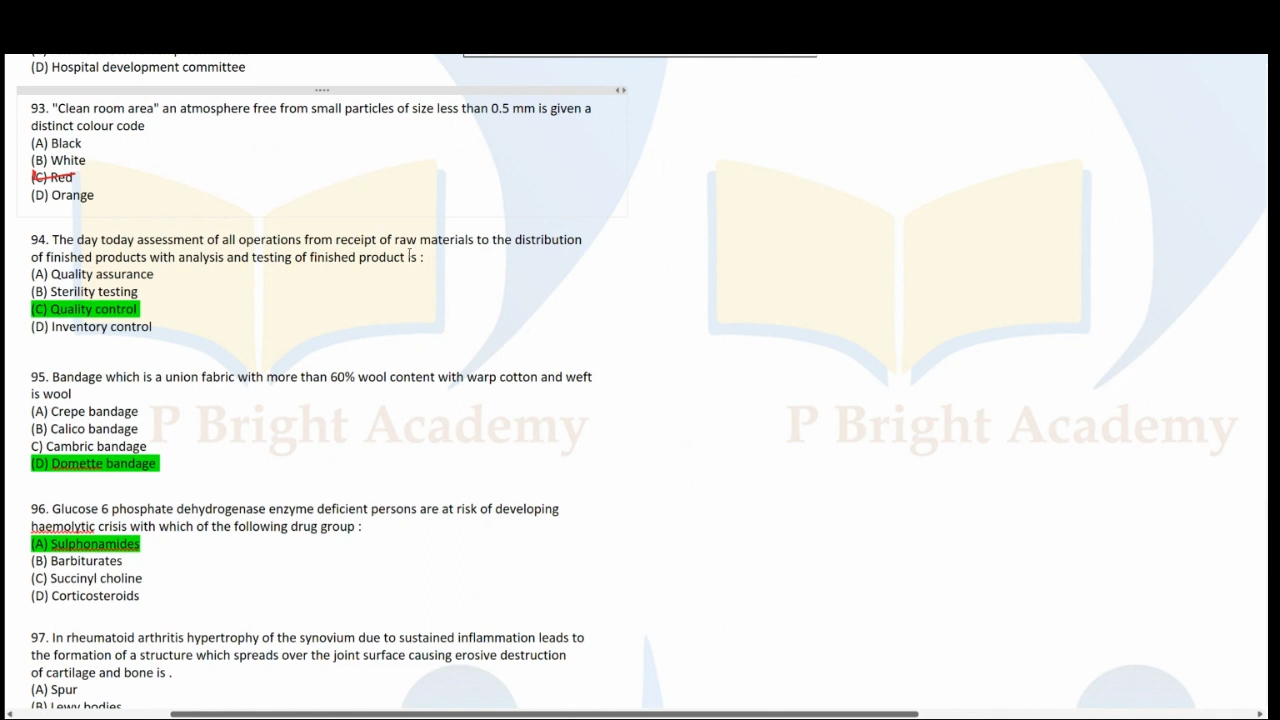 (D) Hospital development committee
93. "Clean room area" an atmosphere free from small particles of size less than 0.5 mm is given a
distinct colour code
(A) Black
(B) White
(C) Red
(D) Orange
94. The day today assessment of all operations from receipt of raw materials to the distribution
of finished products with analysis and testing of finished product is :
(A) Quality assurance
(B) Sterility testing
(C) Quality control
(D) Inventory control
95. Bandage which is a union fabric with more than 60% wool content with warp cotton and weft
is wool
(A) Crepe bandage
(B) Calico bandage
C) Cambric bandage
(D) Domette bandage
96. Glucose 6 phosphate dehydrogenase enzyme deficient persons are at risk of developing
haemolytic crisis with which of the following drug group :
(A) Sulphonamides
(B) Barbiturates
(C) Succinyl choline
(D) Corticosteroids
97. In rheumatoid arthritis hypertrophy of the synovium due to sustained inflammation leads to
the formation of a structure which spreads over the joint surface causing erosive destruction
of cartilage and bone is .
(A) Spur
(B) Lewy bodies
P Bright Academy
P Bright Academy